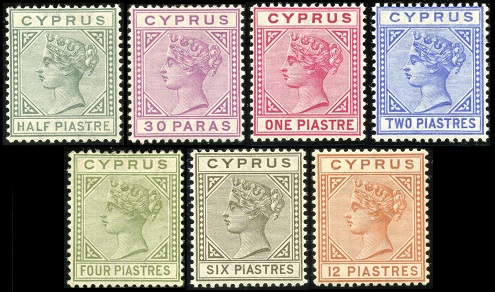 CYPRUS
HALF PIASTRE
CYPRUS
30 PARAS
CYPRUS
ONE PIASTRE
CYPRUS
TWO PIASTRES
CYPRUS
FOUR PIASTRES
CYPRUS
SIX PIASTRES
CYPRUS
12 PIASTRES